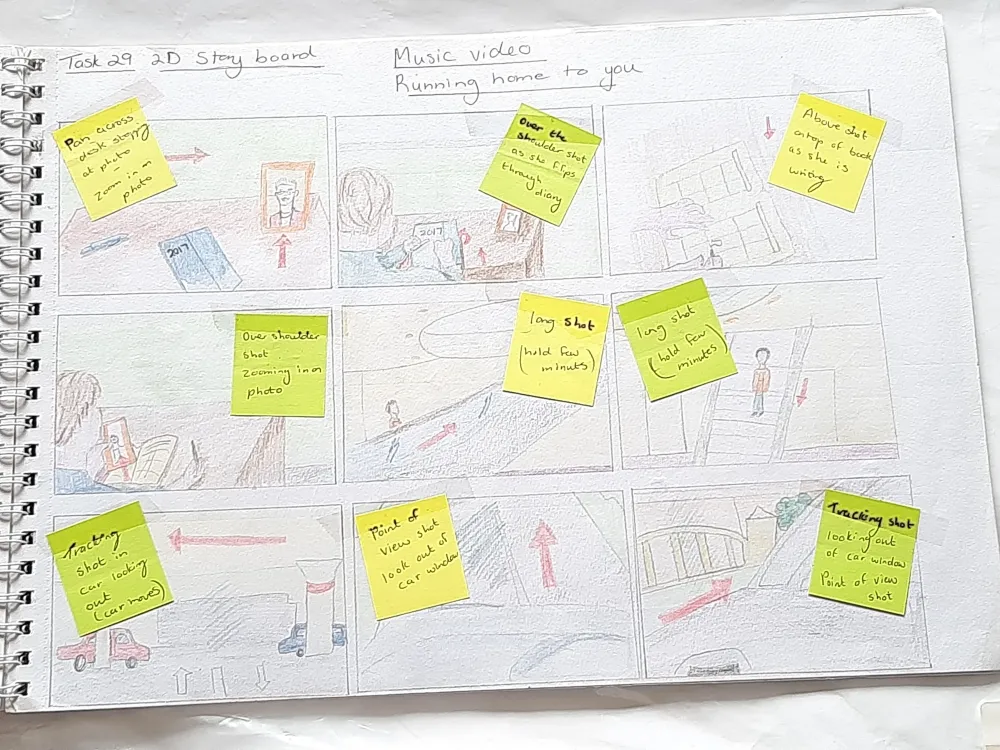 Task 29 2D Story board
Music video
Running home to you
Pan across
desk stopping
at photo
–
Zoom in on
photo
Over the
shoulder shot
as she flips
through
diary
Above shot
on top of book
as she is
writing
2017
2017
Over shoulder
shot.
Zooming in on
photo
long shot
(hold few
minutes)
long shot
(hold few
minutes)
Tracking
shot in
car looking
out
(car moves)
Point of
view shot
look out of
car window
Tracking shot
looking out
of car window
Point of view
shot